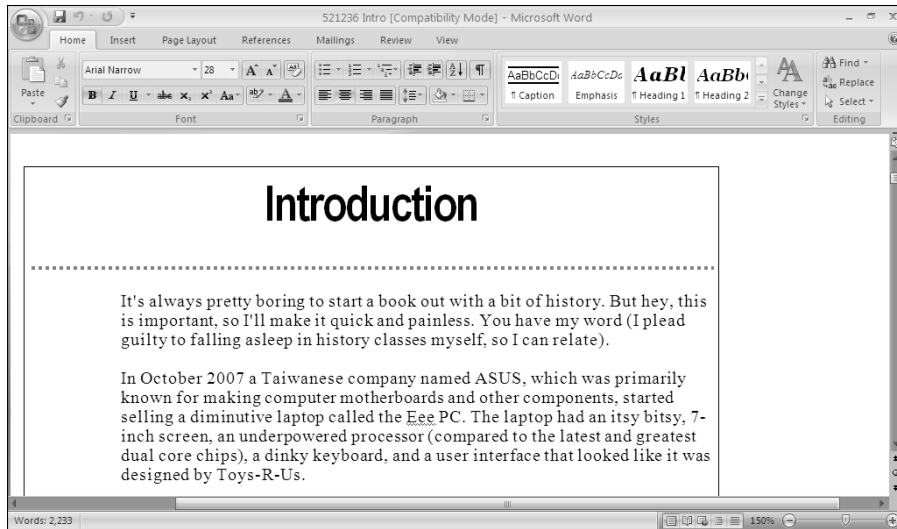 521236 Intro [Compatibility Mode] - Microsoft Word
Home Insert Page Layout References Mailings Review View
Paste
Clipboard
Arial Narrow 28
B I U abe x, x² Aa ab A
Font
Paragraph
AaBbCcDc AaBbCcDc AaBl AaBb
¶ Caption Emphasis ¶ Heading 1 ¶ Heading 2
Change
Styles
Styles
Find
Replace
Select
Editing
Introduction
It's always pretty boring to start a book out with a bit of history. But hey, this
is important, so I'll make it quick and painless. You have my word (I plead
guilty to falling asleep in history classes myself, so I can relate).
In October 2007 a Taiwanese company named ASUS, which was primarily
known for making computer motherboards and other components, started
selling a diminutive laptop called the Eee PC. The laptop had an itsy bitsy, 7-
inch screen, an underpowered processor (compared to the latest and greatest
dual core chips), a dinky keyboard, and a user interface that looked like it was
designed by Toys-R-Us.
Words: 2,233
150%